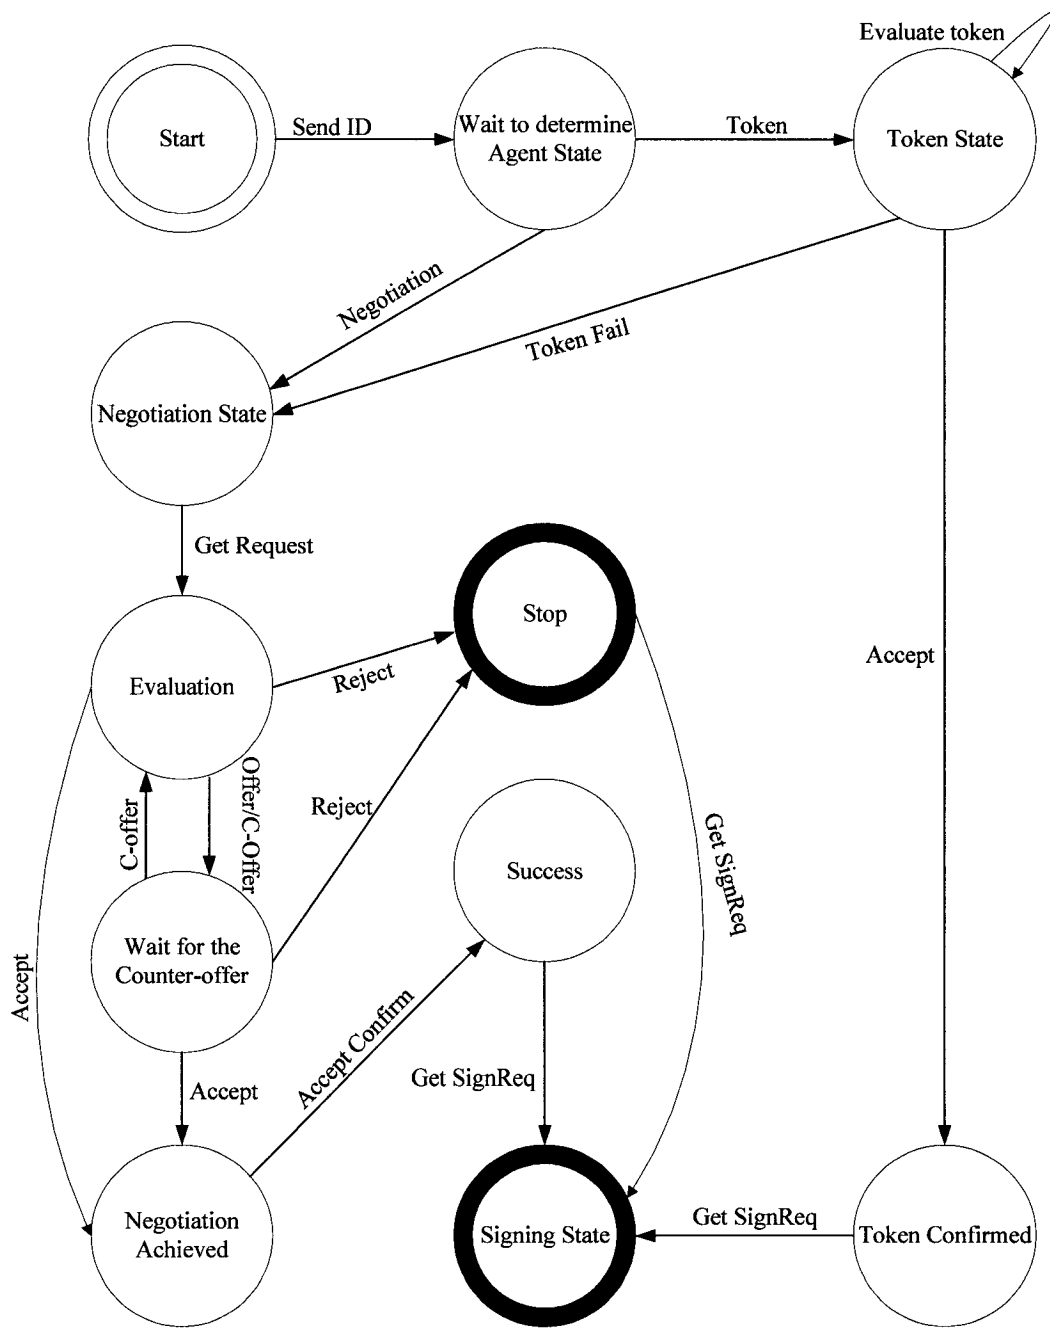 Evaluate token
Start
Send ID
Wait to determine
Agent State
Token
Token State
Negotiation
Token Fail
Negotiation State
Get Request
Stop
Evaluation
Reject
Accept
C-offer
Offer/C-Offer
Reject
Get SignReq
Success
Wait for the
Counter-offer
Accept
Accept Confirm
Get SignReq
Accept
Negotiation
Achieved
Signing State
Get SignReq
Token Confirmed